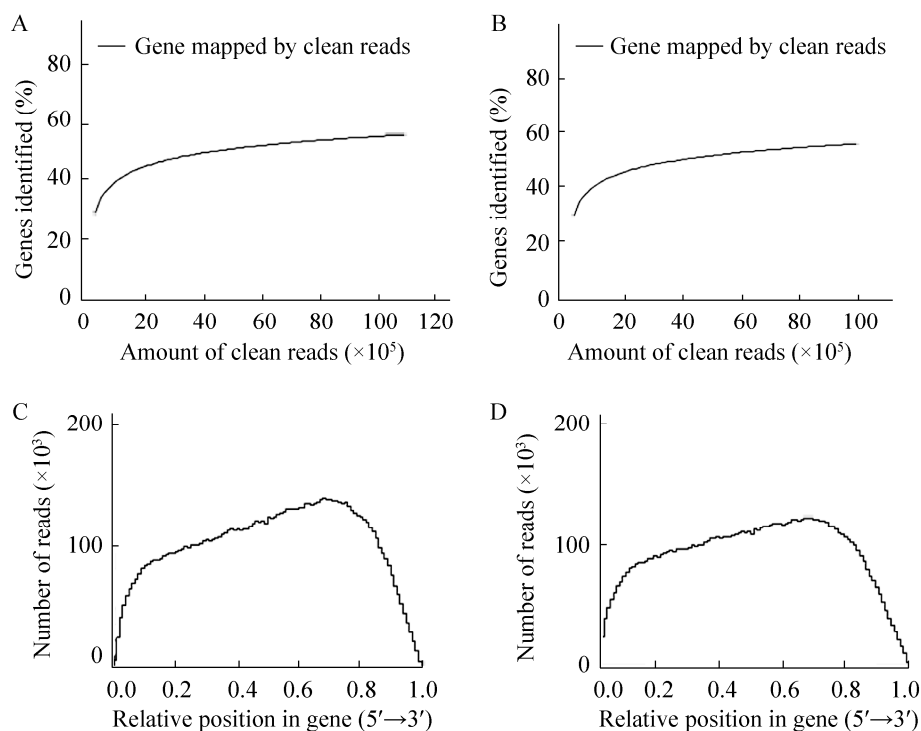 A
Gene mapped by clean reads
Genes identified (%)
80
60
40
20
0
0 20 40 60 80 100 120
Amount of clean reads (×10⁵)
B
Gene mapped by clean reads
Genes identified (%)
80
60
40
20
0
0 20 40 60 80 100
Amount of clean reads (×10⁵)
C
Number of reads (×10³)
200
100
0
0.0 0.2 0.4 0.6 0.8 1.0
Relative position in gene (5′→3′)
D
Number of reads (×10³)
200
100
0
0.0 0.2 0.4 0.6 0.8 1.0
Relative position in gene (5′→3′)